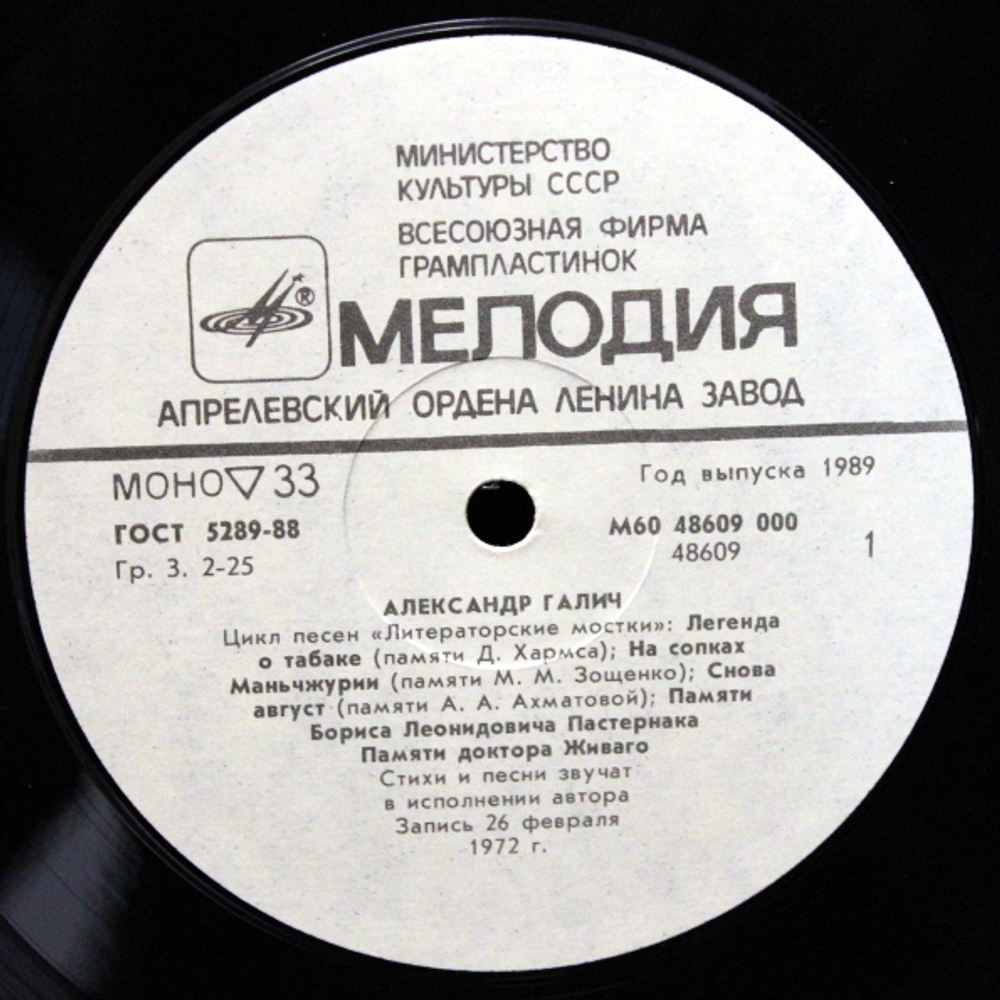 МИНИСТЕРСТВО
КУЛЬТУРЫ СССР
ВСЕСОЮЗНАЯ ФИРМА
ГРАМПЛАСТИНОК
®
МЕЛОДИЯ
АПРЕЛЕВСКИЙ ОРДЕНА ЛЕНИНА ЗАВОД
МОНО ▽ 33
ГОСТ 5289-88
Гр. 3. 2-25
Год выпуска 1989
М60 48609 000
48609
1
АЛЕКСАНДР ГАЛИЧ
Цикл песен «Литераторские мостки»: Легенда
о табаке (памяти Д. Хармса); На сопках
Маньчжурии (памяти М. М. Зощенко); Снова
август (памяти А. А. Ахматовой); Памяти
Бориса Леонидовича Пастернака
Памяти доктора Живаго
Стихи и песни звучат
в исполнении автора
Запись 26 февраля
1972 г.